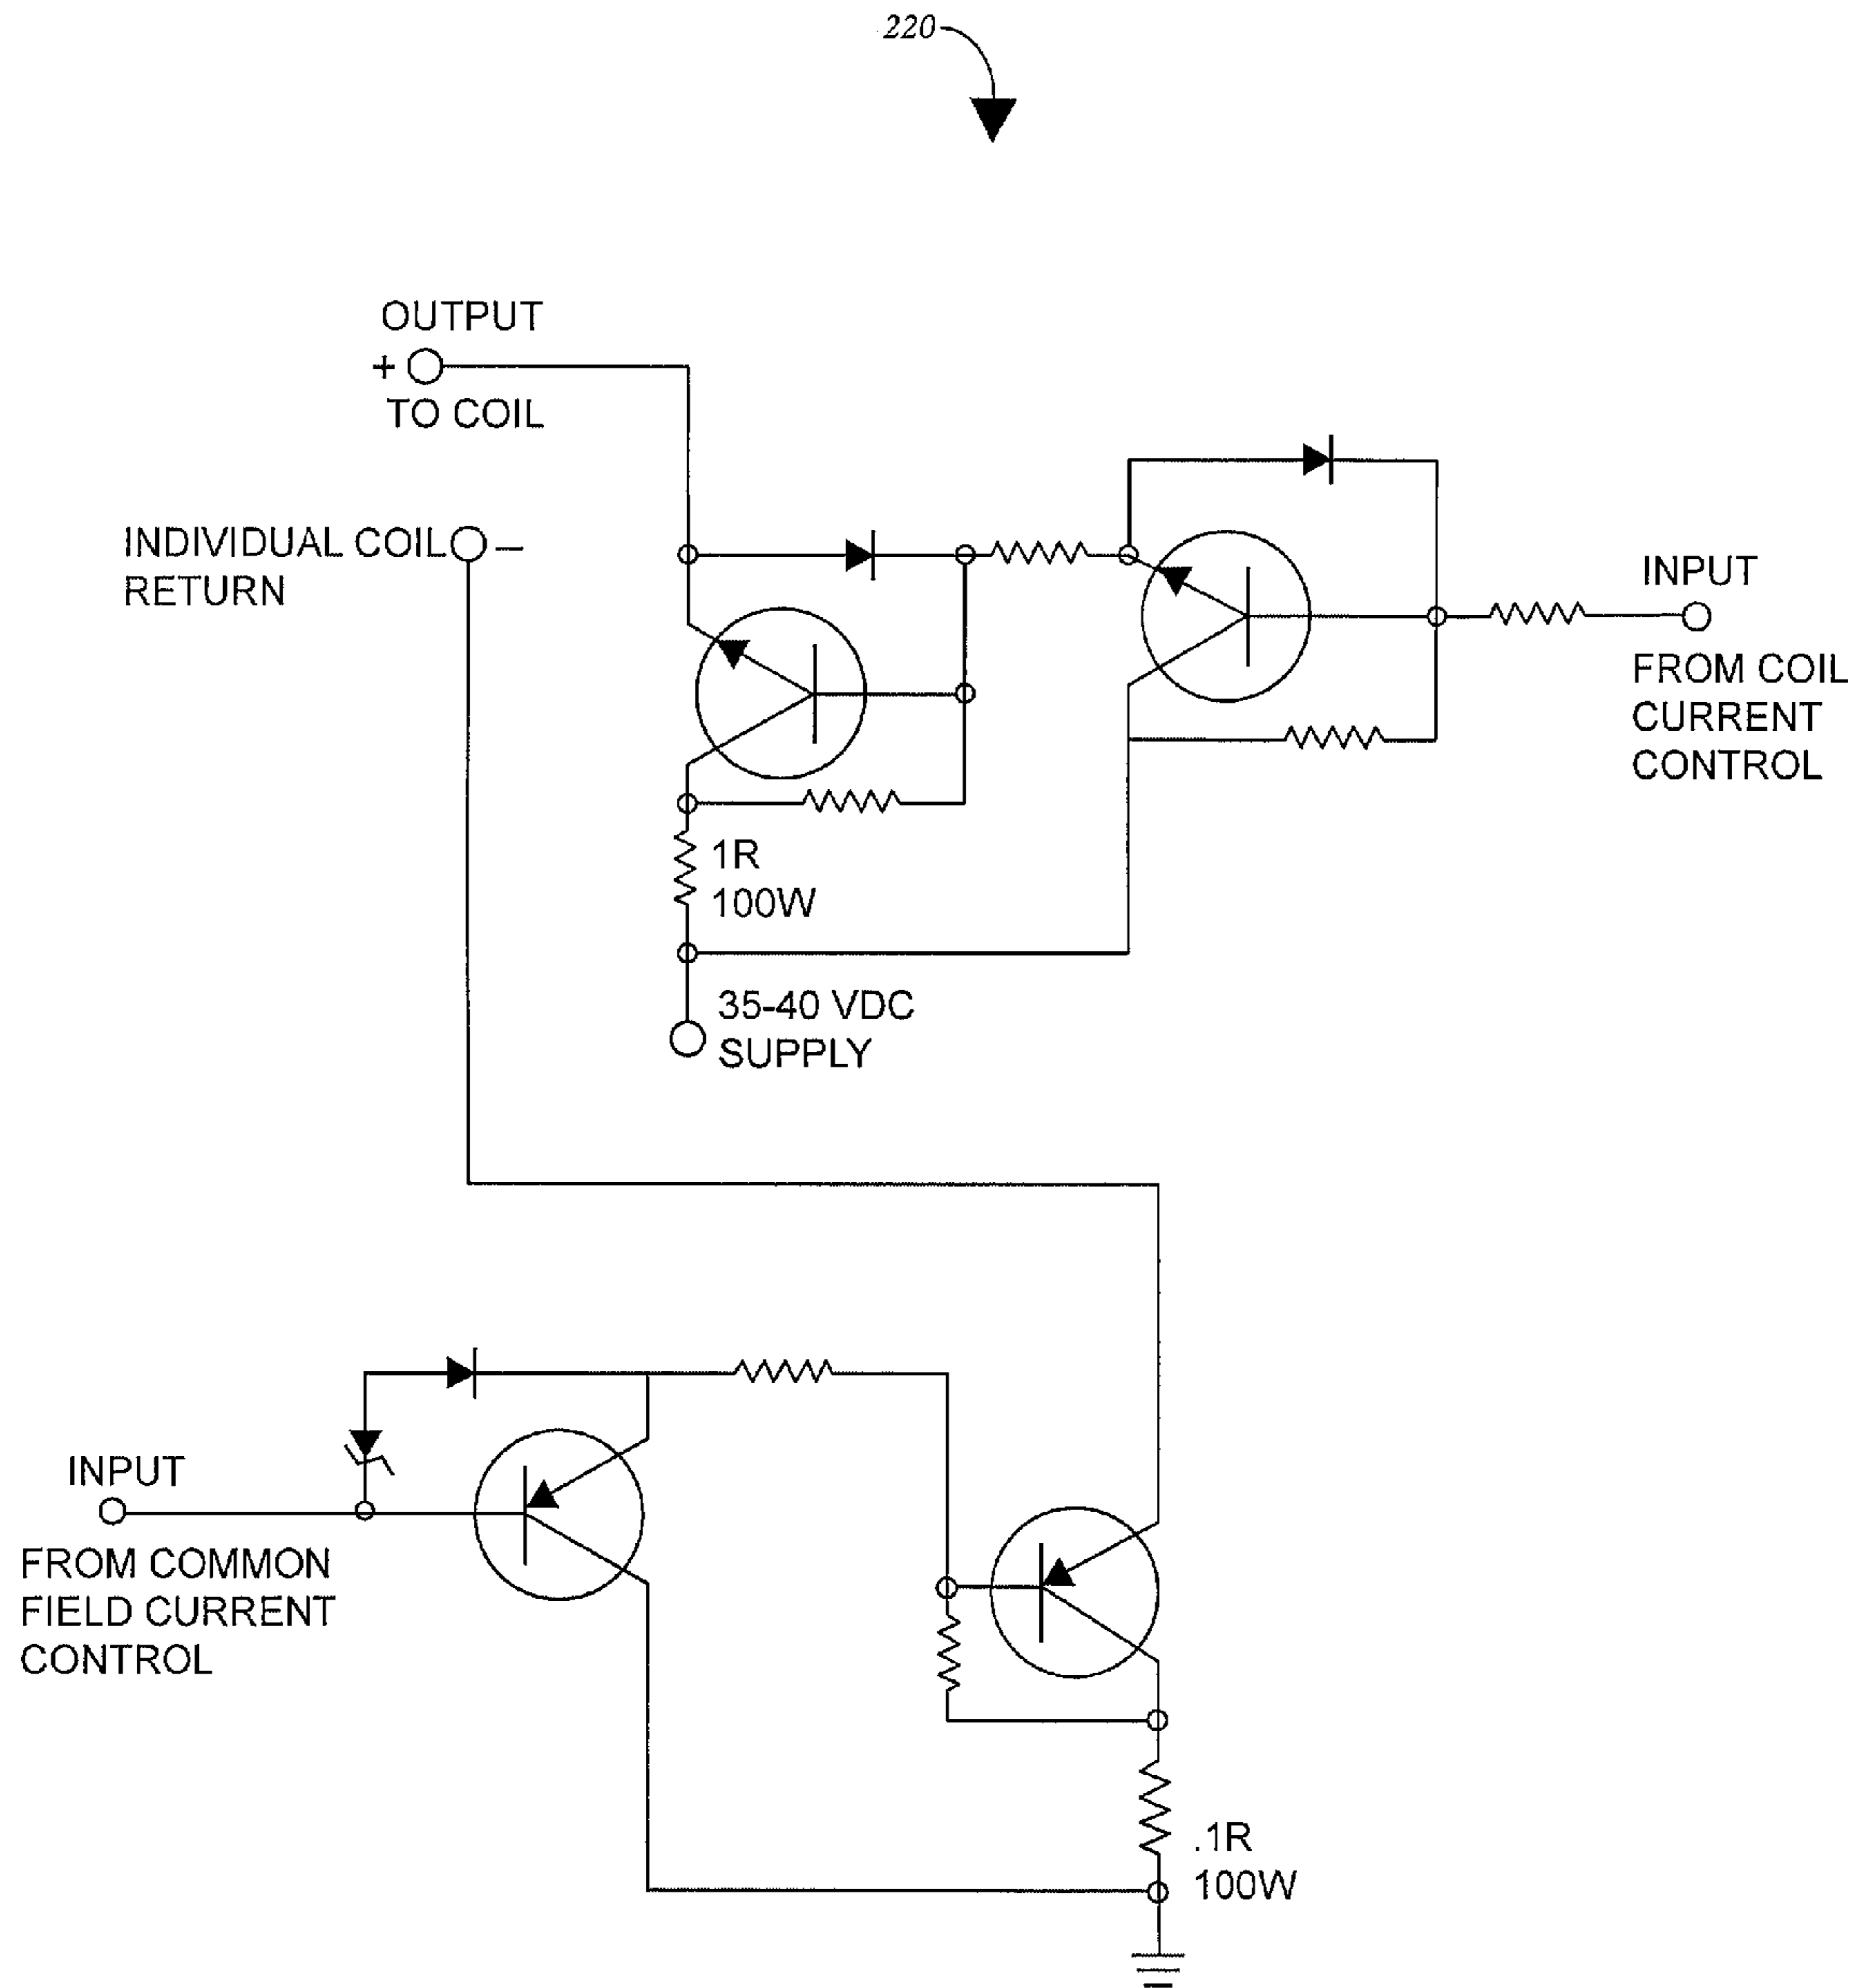 220
OUTPUT
+
TO COIL
INDIVIDUAL COIL –
RETURN
INPUT
FROM COIL
CURRENT
CONTROL
1R
100W
35-40 VDC
SUPPLY
INPUT
FROM COMMON
FIELD CURRENT
CONTROL
.1R
100W